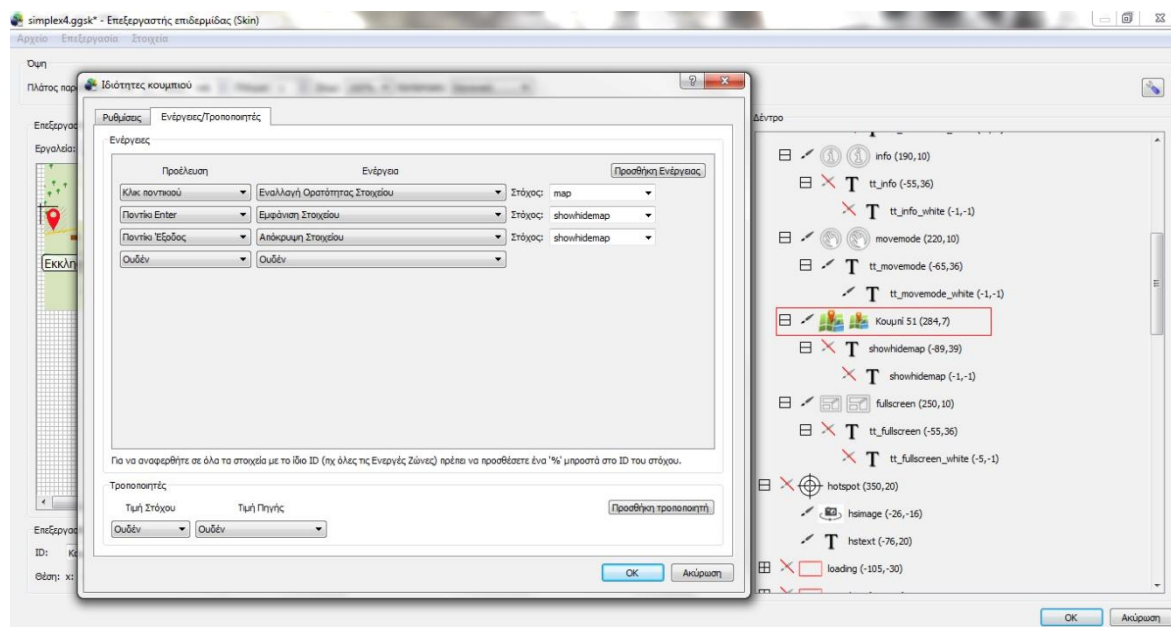 simplex4.ggsk* - Επεξεργαστής επιδερμίδας (Skin)
Αρχείο Επεξεργασία Στοιχεία
Όψη
Πλάτος παρ
Επεξεργασ
Εργαλεία:
Εκκλη
Επεξεργασ
ID: Κο
Θέση: x:
Ιδιότητες κουμπιού
Ρυθμίσεις Ενέργειες/Τροποποιητές
Ενέργειες
Προέλευση Ενέργεια Προσθήκη Ενέργειας
Κλικ ποντικιού Εναλλαγή Ορατότητας Στοιχείου Στόχος: map
Ποντίκι Enter Εμφάνιση Στοιχείου Στόχος: showhidemap
Ποντίκι Έξοδος Απόκρυψη Στοιχείου Στόχος: showhidemap
Ουδέν Ουδέν
Για να αναφερθήτε σε όλα τα στοιχεία με το ίδιο ID (πχ όλες τις Ενεργές Ζώνες) πρέπει να προσθέσετε ένα '%' μπροστά στο ID του στόχου.
Τροποποιητές
Τιμή Στόχου Τιμή Πηγής Προσθήκη τροποποιητή
Ουδέν Ουδέν
OK Ακύρωση
Δέντρο
info (190,10)
T tt_info (-55,36)
T tt_info_white (-1,-1)
movemode (220,10)
T tt_movemode (-65,36)
T tt_movemode_white (-1,-1)
Κουμπί 51 (284,7)
T showhidemap (-89,39)
T showhidemap (-1,-1)
fullscreen (250,10)
T tt_fullscreen (-55,36)
T tt_fullscreen_white (-5,-1)
hotspot (350,20)
hsimage (-26,-16)
T hstext (-76,20)
loading (-105,-30)
OK Ακύρωση